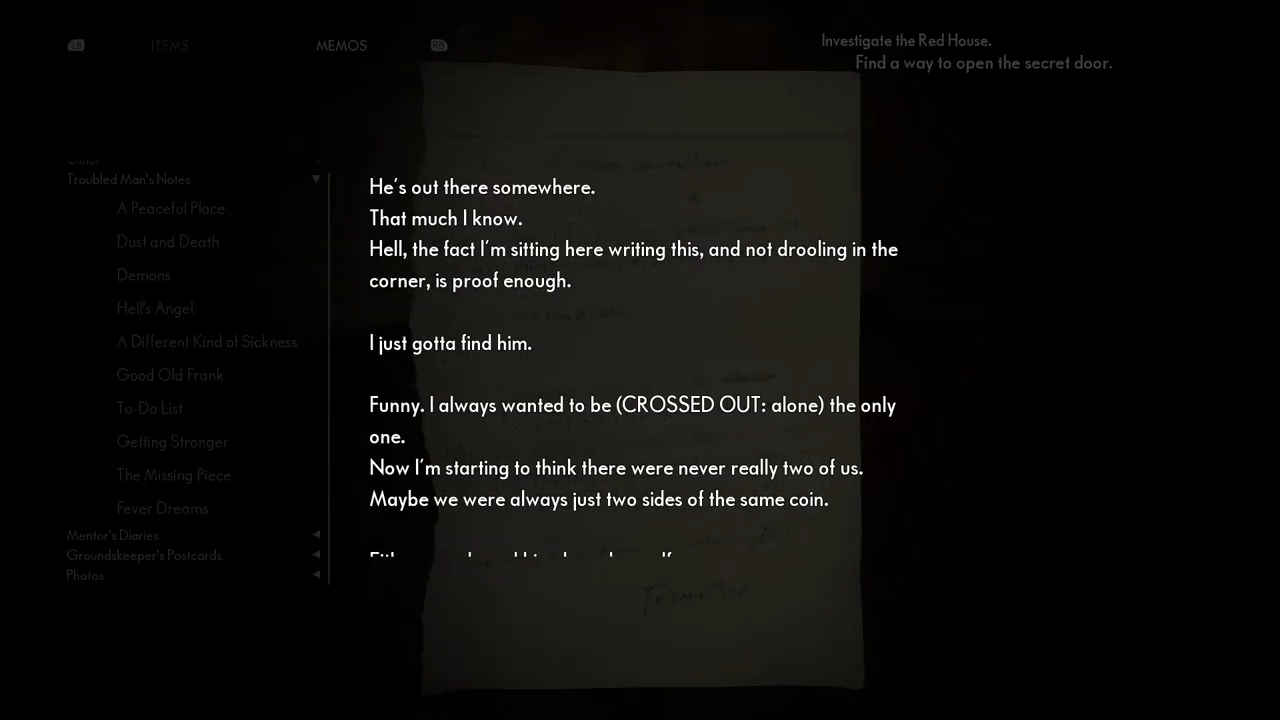 LB
ITEMS
MEMOS
RB
Investigate the Red House.
Find a way to open the secret door.
Other
Troubled Man's Notes
A Peaceful Place
Dust and Death
Demons
Hell's Angel
A Different Kind of Sickness
Good Old Frank
To-Do List
Getting Stronger
The Missing Piece
Fever Dreams
Mentor's Diaries
Groundskeeper's Postcards
Photos
He's out there somewhere.
That much I know.
Hell, the fact I'm sitting here writing this, and not drooling in the
corner, is proof enough.
I just gotta find him.
Funny. I always wanted to be (CROSSED OUT: alone) the only
one.
Now I'm starting to think there were never really two of us.
Maybe we were always just two sides of the same coin.